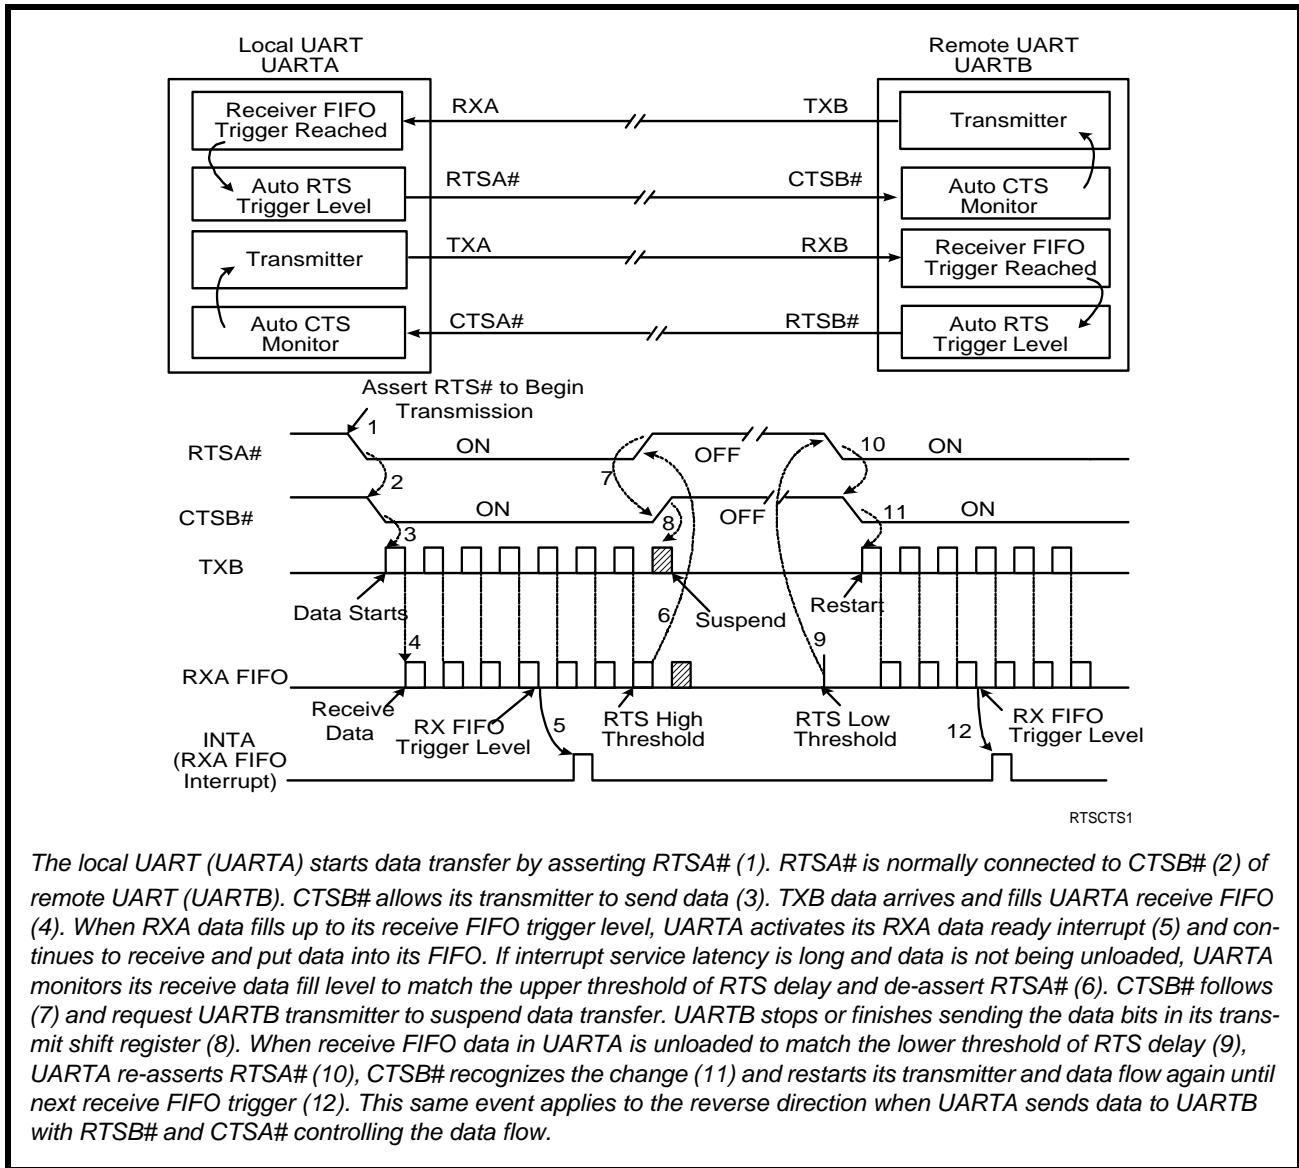 Local UART
UARTA
Remote UART
UARTB
Receiver FIFO
Trigger Reached
RXA
TXB
Transmitter
Auto RTS
Trigger Level
RTSA#
CTSB#
Auto CTS
Monitor
Transmitter
TXA
RXB
Receiver FIFO
Trigger Reached
Auto CTS
Monitor
CTSA#
RTSB#
Auto RTS
Trigger Level
Assert RTS# to Begin
Transmission
RTSA#
1
ON
7
OFF
10
ON
2
CTSB#
ON
8
OFF
11
ON
3
TXB
Data Starts
6
Suspend
Restart
4
9
RXA FIFO
Receive
Data
RX FIFO
Trigger Level
5
RTS High
Threshold
RTS Low
Threshold
12
RX FIFO
Trigger Level
INTA
(RXA FIFO
Interrupt)
RTSCTS1
The local UART (UARTA) starts data transfer by asserting RTSA# (1). RTSA# is normally connected to CTSB# (2) of
remote UART (UARTB). CTSB# allows its transmitter to send data (3). TXB data arrives and fills UARTA receive FIFO
(4). When RXA data fills up to its receive FIFO trigger level, UARTA activates its RXA data ready interrupt (5) and con-
tinues to receive and put data into its FIFO. If interrupt service latency is long and data is not being unloaded, UARTA
monitors its receive data fill level to match the upper threshold of RTS delay and de-assert RTSA# (6). CTSB# follows
(7) and request UARTB transmitter to suspend data transfer. UARTB stops or finishes sending the data bits in its trans-
mit shift register (8). When receive FIFO data in UARTA is unloaded to match the lower threshold of RTS delay (9),
UARTA re-asserts RTSA# (10), CTSB# recognizes the change (11) and restarts its transmitter and data flow again until
next receive FIFO trigger (12). This same event applies to the reverse direction when UARTA sends data to UARTB
with RTSB# and CTSA# controlling the data flow.